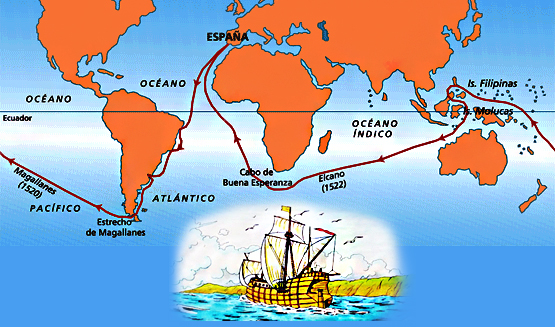 ESPAÑA
OCÉANO
OCÉANO
Is. Filipinas
Is. Molucas
Ecuador
OCÉANO
ÍNDICO
Magallanes
(1520)
Cabo de
Buena Esperanza
Elcano
(1522)
PACÍFICO
ATLÁNTICO
Estrecho
de Magallanes